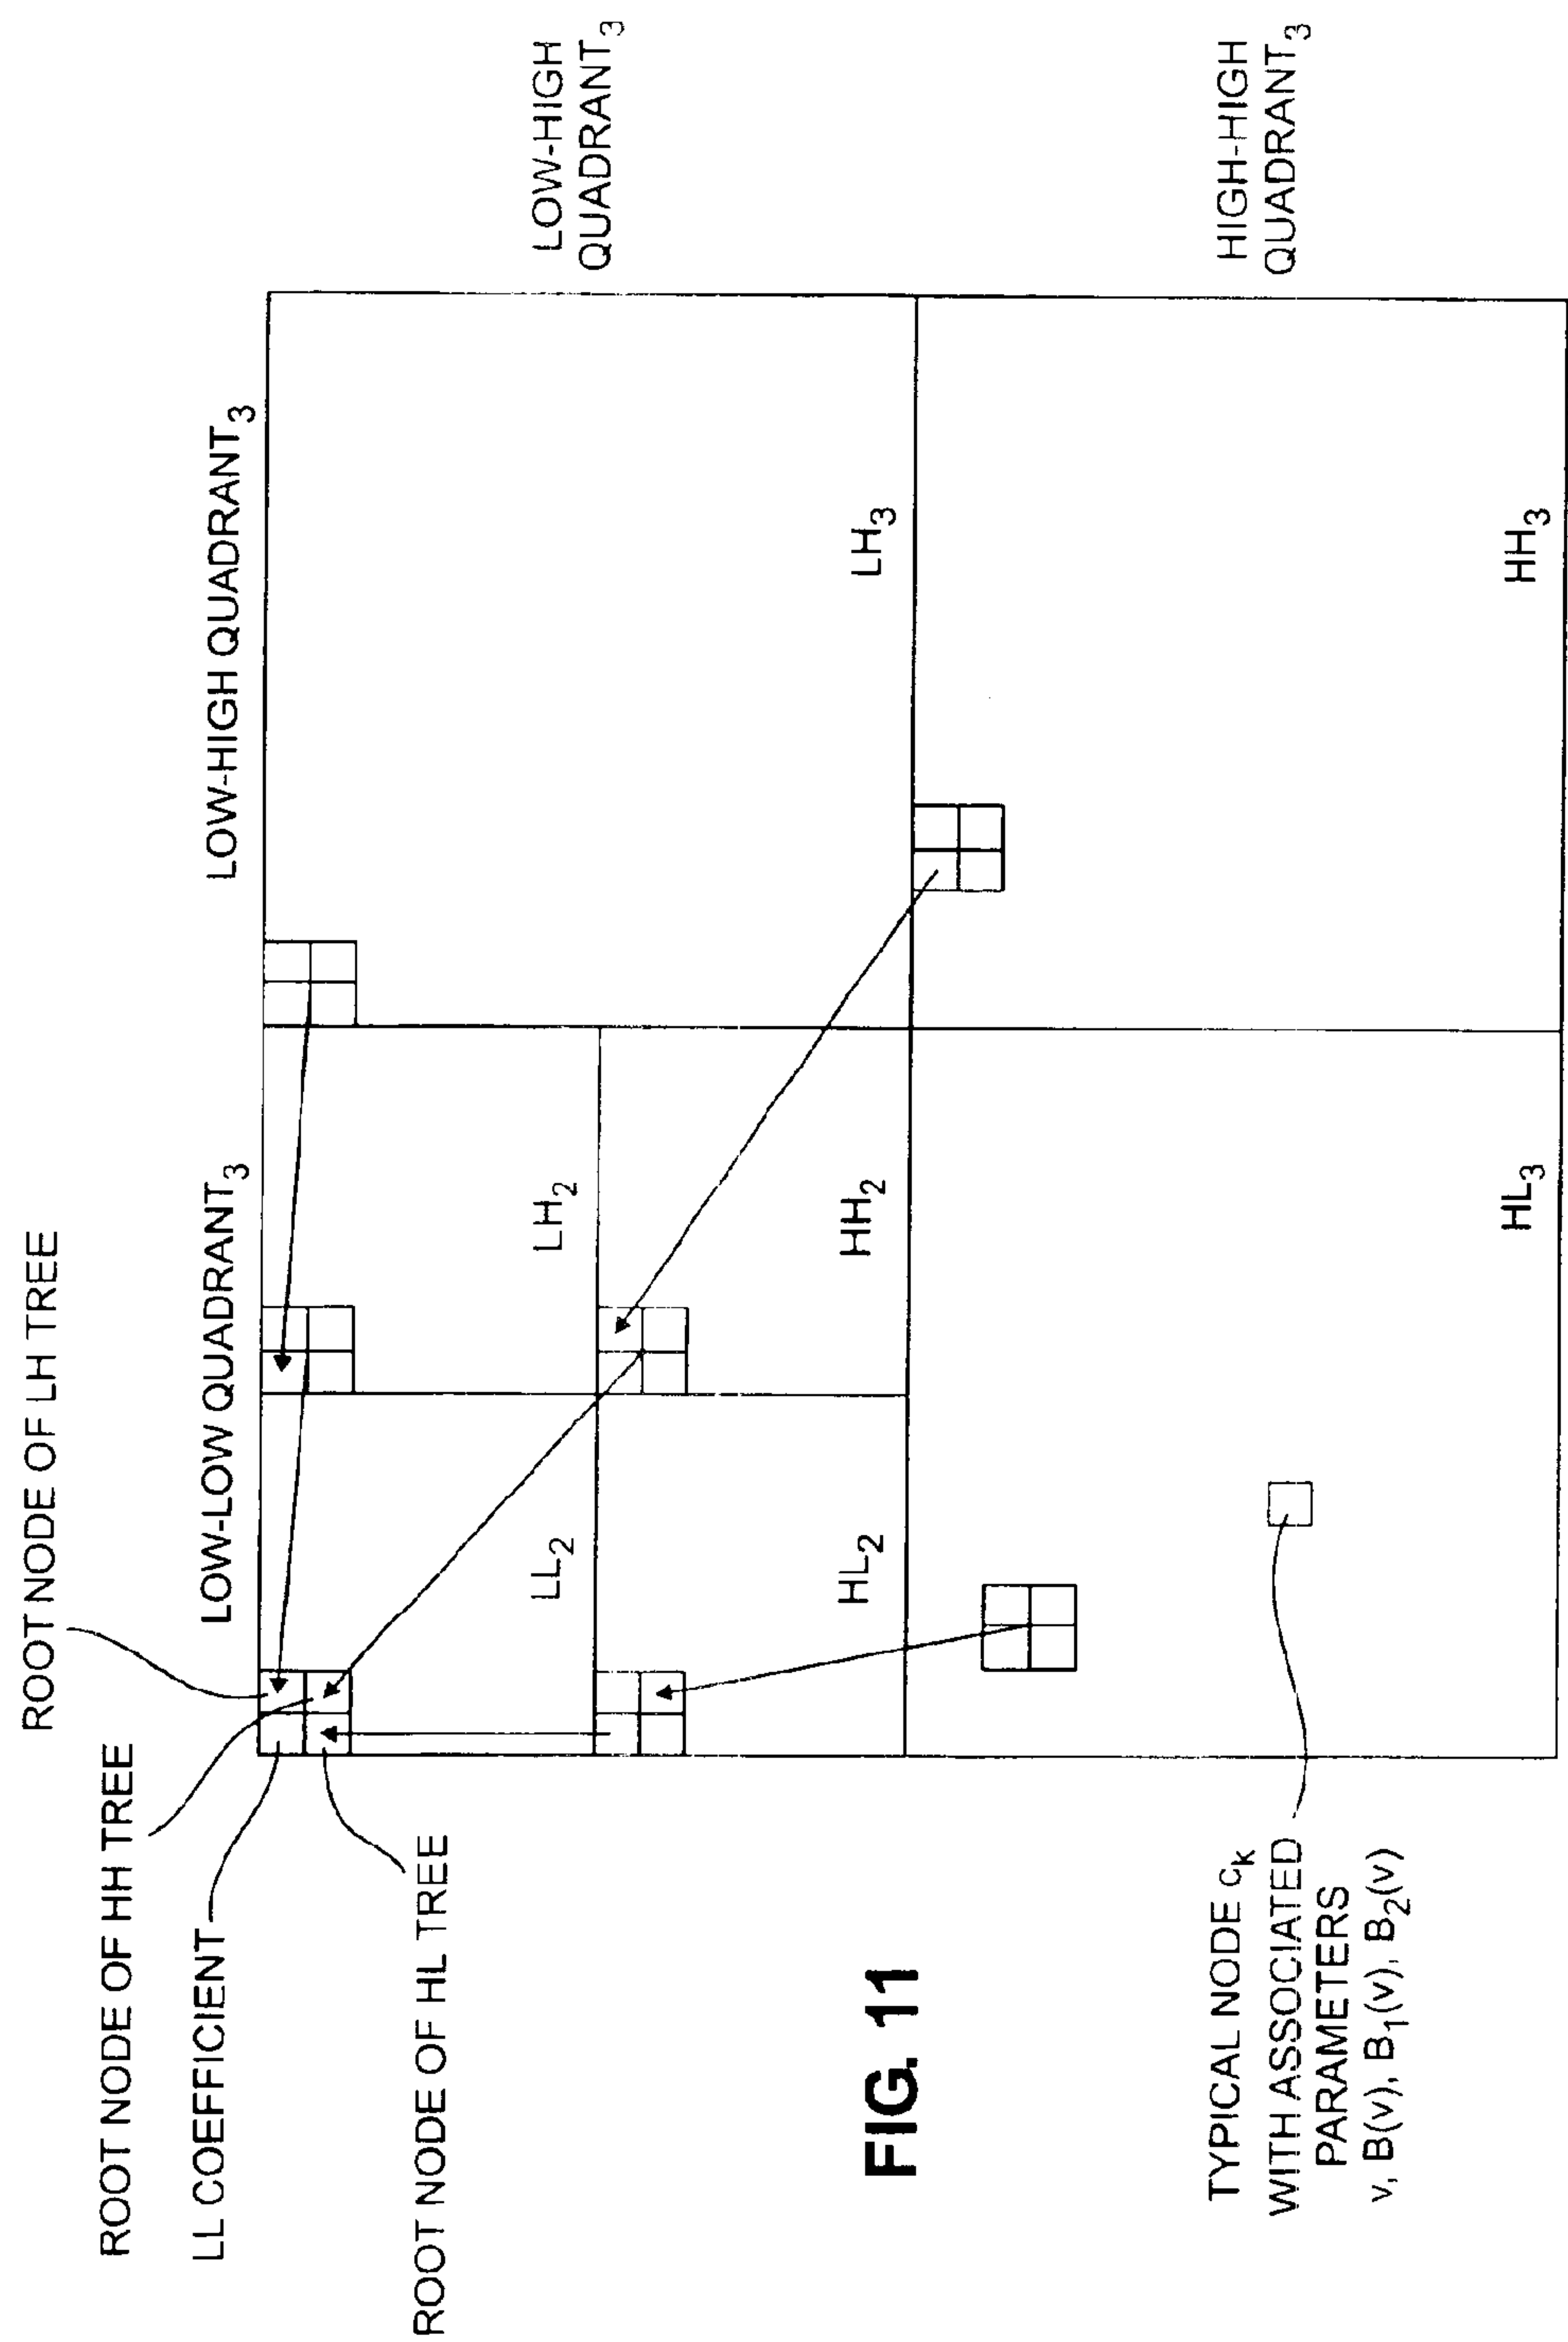 ROOT NODE OF LH TREE
ROOT NODE OF HH TREE
LL COEFFICIENT
ROOT NODE OF HL TREE
LOW-LOW QUADRANT3
LOW-HIGH QUADRANT3
LOW-HIGH
QUADRANT3
LL2
LH2
HL2
HH2
LH3
HL3
HH3
HIGH-HIGH
QUADRANT3
TYPICAL NODE ck
WITH ASSOCIATED
PARAMETERS
v, B(v), B1(v), B2(v)
FIG. 11